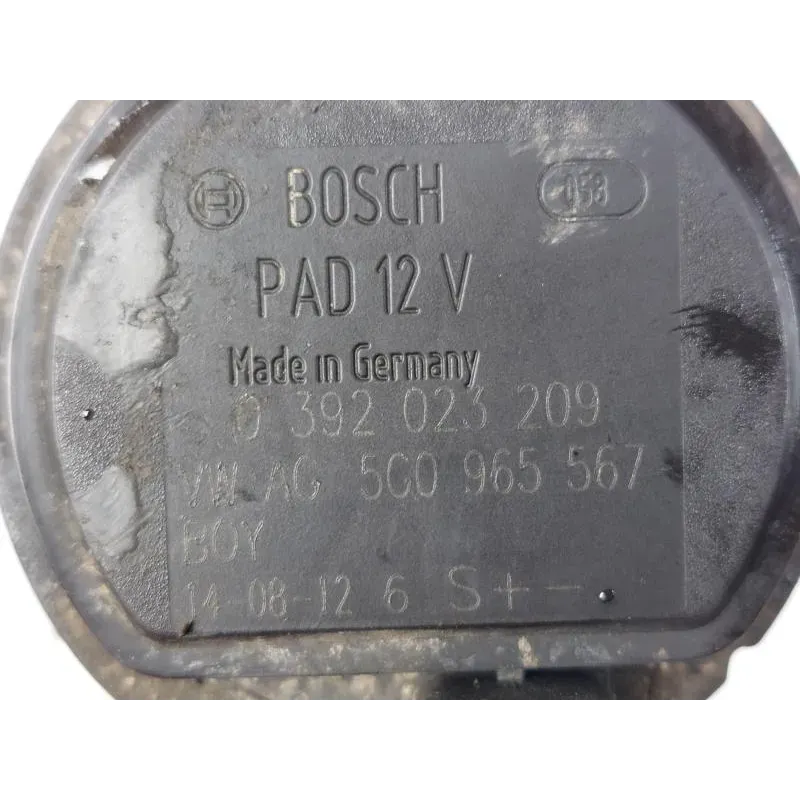 BOSCH 053
PAD 12 V
Made in Germany
0 392 023 209
VW AG 5C0 965 567
BOY
14-08-12 6 S+-